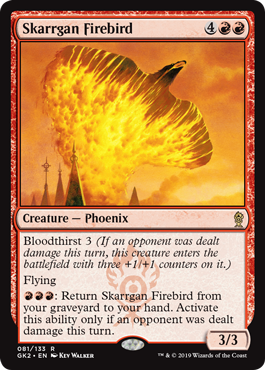 Skarrgan Firebird 4
Creature — Phoenix
Bloodthirst 3 (If an opponent was dealt
damage this turn, this creature enters the
battlefield with three +1/+1 counters on it.)
Flying
: Return Skarrgan Firebird from
your graveyard to your hand. Activate
this ability only if an opponent was dealt
damage this turn.
3/3
081/133 R
GK2 • EN Key Walker
™ & © 2019 Wizards of the Coast